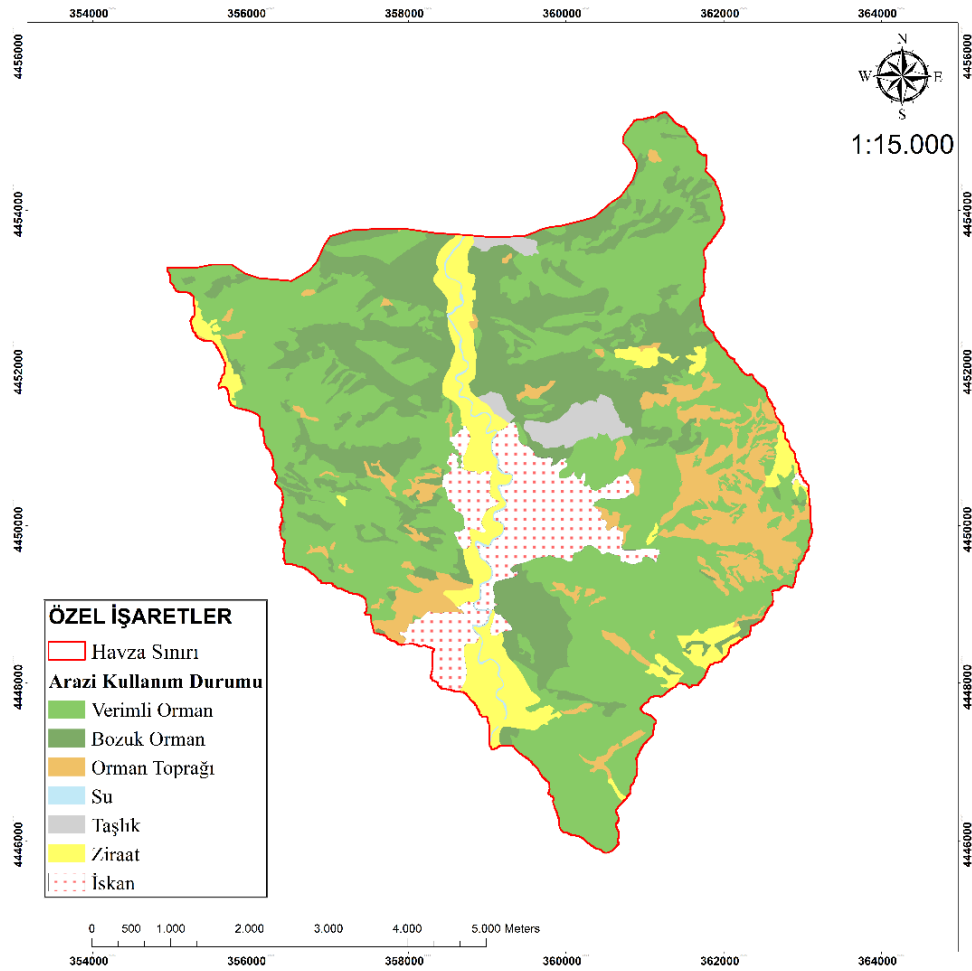 354000 356000 358000 360000 362000 364000
4456000 4456000
N
W E
S
1:15.000
4454000 4454000
4452000 4452000
4450000 4450000
ÖZEL İŞARETLER
Havza Sınırı
Arazi Kullanım Durumu
Verimli Orman
Bozuk Orman
Orman Toprağı
Su
Taşlık
Ziraat
İskan
4448000 4448000
4446000 4446000
0 500 1.000 2.000 3.000 4.000 5.000 Meters
354000 356000 358000 360000 362000 364000